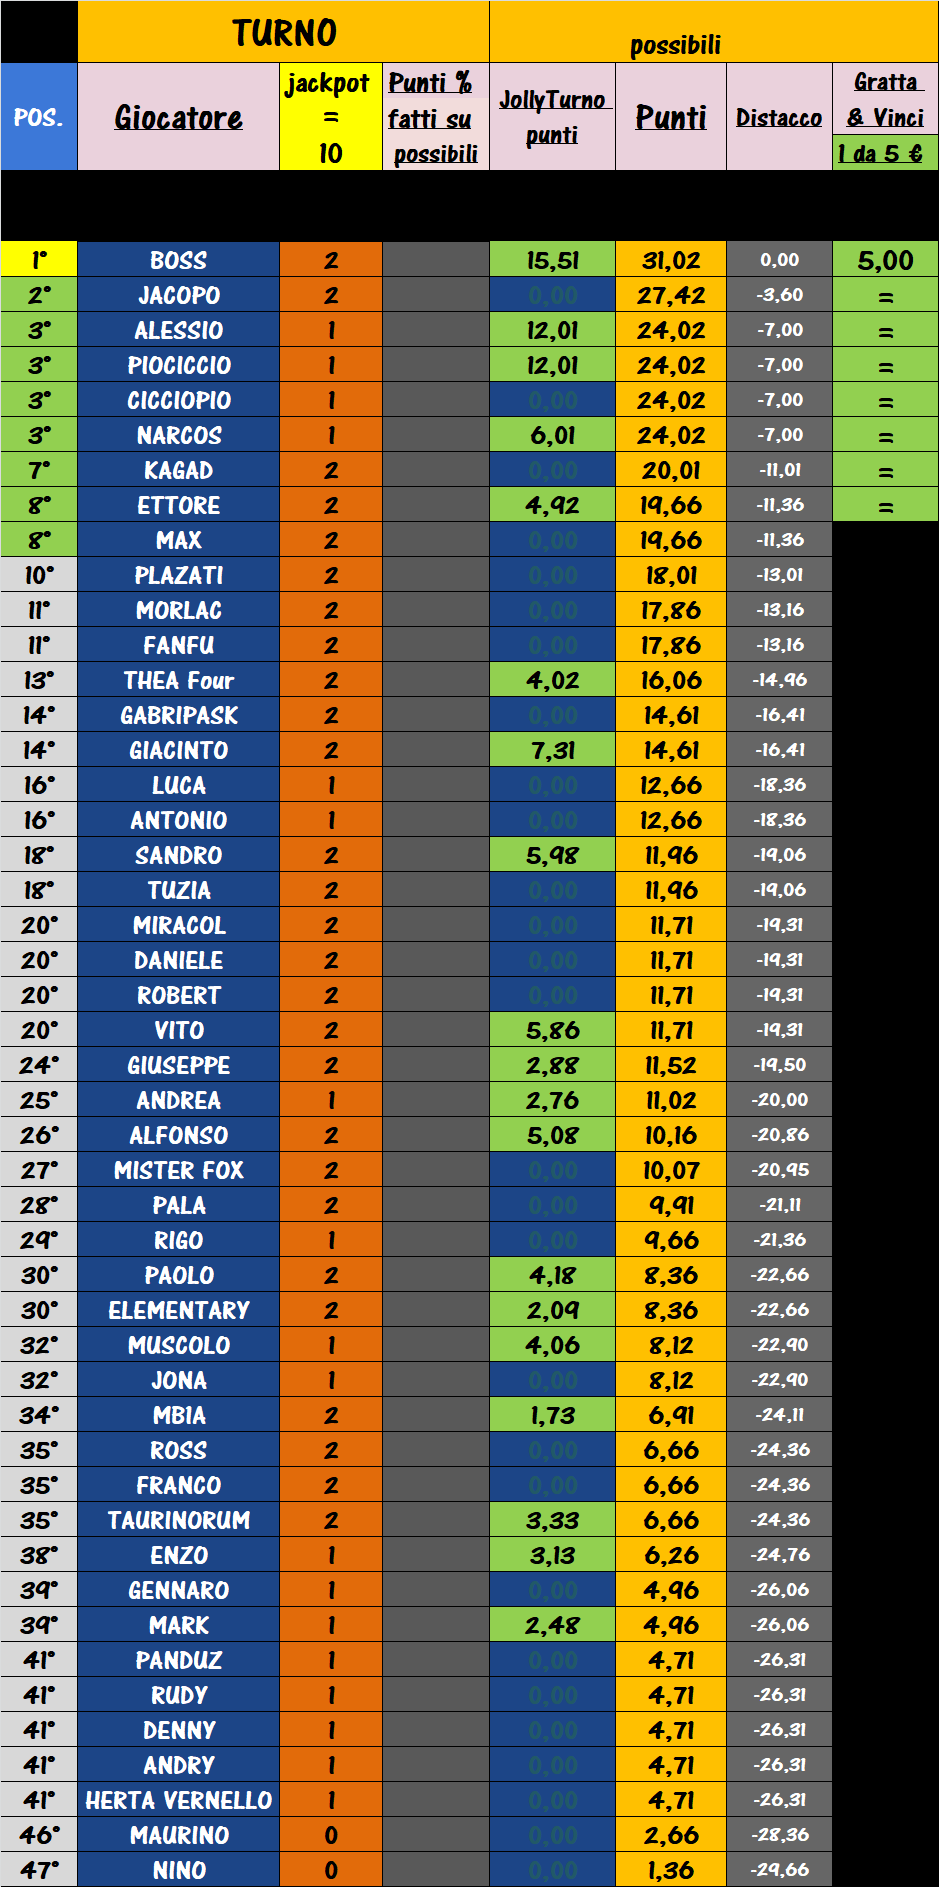 TURNO possibili
POS. Giocatore jackpot = 10 Punti % fatti su possibili JollyTurno punti Punti Distacco Gratta & Vinci 1 da 5 €
1° BOSS 2 15,51 31,02 0,00 5,00
2° JACOPO 2 0,00 27,42 -3,60 =
3° ALESSIO 1 12,01 24,02 -7,00 =
3° PIOCICCIO 1 12,01 24,02 -7,00 =
3° CICCIOPIO 1 0,00 24,02 -7,00 =
3° NARCOS 1 6,01 24,02 -7,00 =
7° KAGAD 2 0,00 20,01 -11,01 =
8° ETTORE 2 4,92 19,66 -11,36 =
8° MAX 2 0,00 19,66 -11,36
10° PLAZATI 2 0,00 18,01 -13,01
11° MORLAC 2 0,00 17,86 -13,16
11° FANFU 2 0,00 17,86 -13,16
13° THEA Four 2 4,02 16,06 -14,96
14° GABRIPASK 2 0,00 14,61 -16,41
14° GIACINTO 2 7,31 14,61 -16,41
16° LUCA 1 0,00 12,66 -18,36
16° ANTONIO 1 0,00 12,66 -18,36
18° SANDRO 2 5,98 11,96 -19,06
18° TUZIA 2 0,00 11,96 -19,06
20° MIRACOL 2 0,00 11,71 -19,31
20° DANIELE 2 0,00 11,71 -19,31
20° ROBERT 2 0,00 11,71 -19,31
20° VITO 2 5,86 11,71 -19,31
24° GIUSEPPE 2 2,88 11,52 -19,50
25° ANDREA 1 2,76 11,02 -20,00
26° ALFONSO 2 5,08 10,16 -20,86
27° MISTER FOX 2 0,00 10,07 -20,95
28° PALA 2 0,00 9,91 -21,11
29° RIGO 1 0,00 9,66 -21,36
30° PAOLO 2 4,18 8,36 -22,66
30° ELEMENTARY 2 2,09 8,36 -22,66
32° MUSCOLO 1 4,06 8,12 -22,90
32° JONA 1 0,00 8,12 -22,90
34° MB1A 2 1,73 6,91 -24,11
35° ROSS 2 0,00 6,66 -24,36
35° FRANCO 2 0,00 6,66 -24,36
35° TAURINORUM 2 3,33 6,66 -24,36
38° ENZO 1 3,13 6,26 -24,76
39° GENNARO 1 0,00 4,96 -26,06
39° MARK 1 2,48 4,96 -26,06
41° PANDUZ 1 0,00 4,71 -26,31
41° RUDY 1 0,00 4,71 -26,31
41° DENNY 1 0,00 4,71 -26,31
41° ANDRY 1 0,00 4,71 -26,31
41° HERTA VERNELLO 1 0,00 4,71 -26,31
46° MAURINO 0 0,00 2,66 -28,36
47° NINO 0 0,00 1,36 -29,66